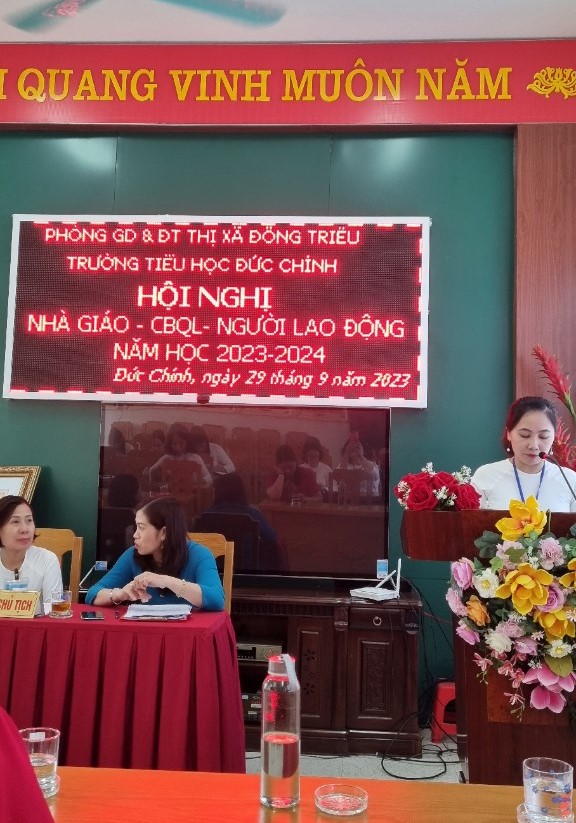 QUANG VINH MUÔN NĂM
PHÒNG GD & ĐT THỊ XÃ ĐÔNG TRIỀU
TRƯỜNG TIỂU HỌC ĐỨC CHÍNH
HỘI NGHỊ
NHÀ GIÁO - CBQL- NGƯỜI LAO ĐỘNG
NĂM HỌC 2023-2024
Đức Chính, ngày 29 tháng 9 năm 2023
CHỦ TỊCH